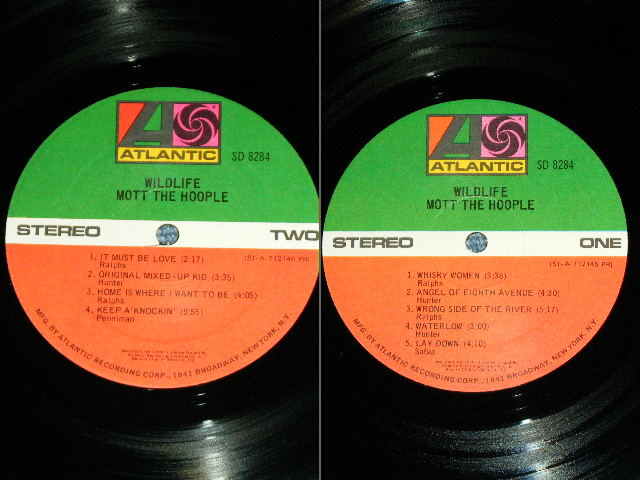 ATLANTIC
SD 8284
WILDLIFE
MOTT THE HOOPLE
STEREO
TWO
(ST-A-712146 PR)
1. IT MUST BE LOVE (2:17)
Ralphs
2. ORIGINAL MIXED-UP KID (3:35)
Hunter
3. HOME IS WHERE I WANT TO BE (4:05)
Ralphs
4. KEEP A'KNOCKIN' (9:55)
Penniman
MFG. BY ATLANTIC RECORDING CORP., 1841 BROADWAY, NEW YORK, N.Y.
ATLANTIC
SD 8284
WILDLIFE
MOTT THE HOOPLE
STEREO
ONE
(ST-A-712145 PR)
1. WHISKY WOMEN (3:38)
Ralphs
2. ANGEL OF EIGHTH AVENUE (4:30)
Hunter
3. WRONG SIDE OF THE RIVER (5:17)
Ralphs
4. WATERLOW (3:00)
Hunter
5. LAY DOWN (4:10)
Safka
MFG. BY ATLANTIC RECORDING CORP., 1841 BROADWAY, NEW YORK, N.Y.